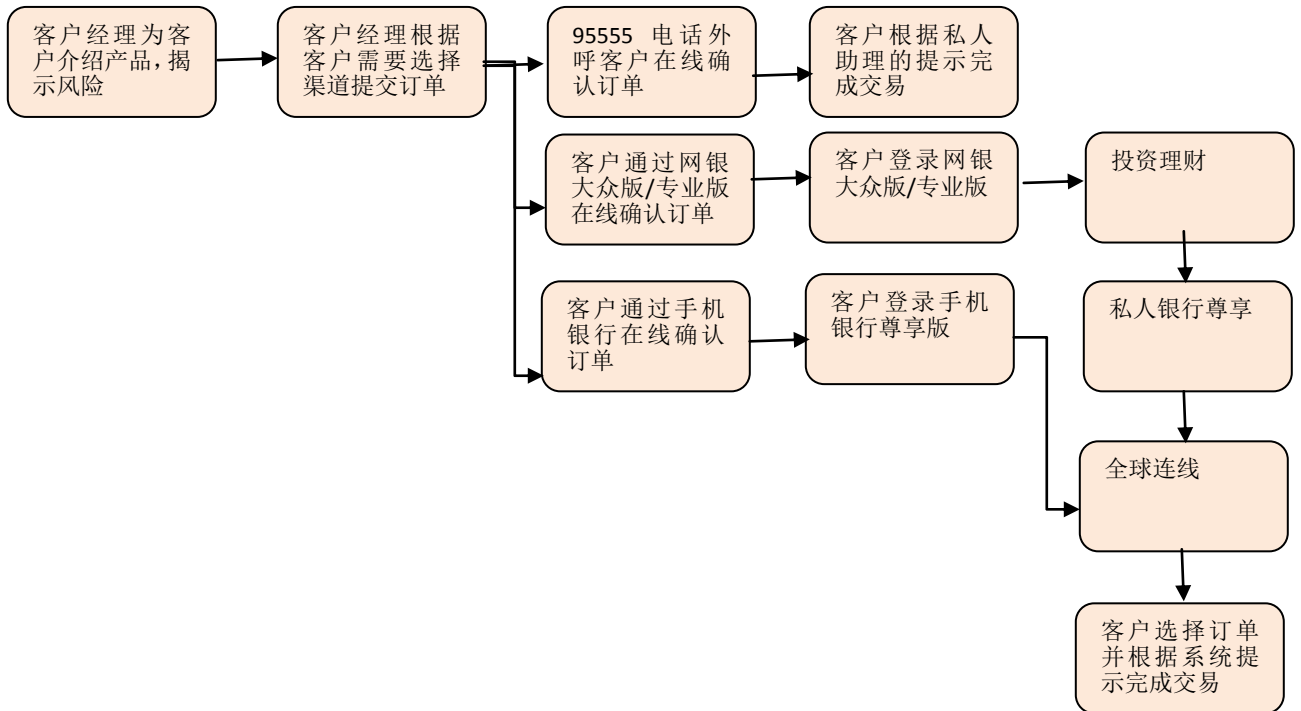 客户经理为客
户介绍产品，揭
示风险
客户经理根据
客户需要选择
渠道提交订单
95555 电话外
呼客户在线确
认订单
客户根据私人
助理的提示完
成交易
客户通过网银
大众版/专业版
在线确认订单
客户登录网银
大众版/专业版
投资理财
客户通过手机
银行在线确认
订单
客户登录手机
银行尊享版
私人银行尊享
全球连线
客户选择订单
并根据系统提
示完成交易